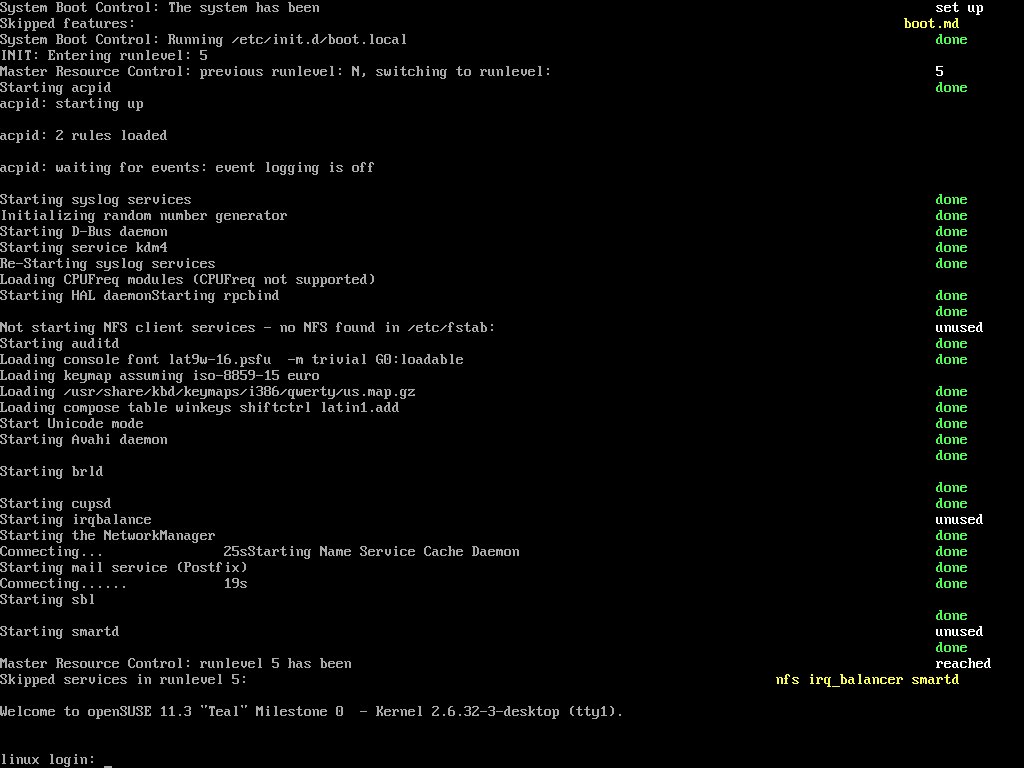 System Boot Control: The system has been set up
Skipped features: boot.md
System Boot Control: Running /etc/init.d/boot.local done
INIT: Entering runlevel: 5
Master Resource Control: previous runlevel: N, switching to runlevel: 5
Starting acpid done
acpid: starting up
acpid: 2 rules loaded
acpid: waiting for events: event logging is off
Starting syslog services done
Initializing random number generator done
Starting D-Bus daemon done
Starting service kdm4 done
Re-Starting syslog services done
Loading CPUFreq modules (CPUFreq not supported)
Starting HAL daemonStarting rpcbind done
done
Not starting NFS client services - no NFS found in /etc/fstab: unused
Starting auditd done
Loading console font lat9w-16.psfu  -m trivial G0:loadable done
Loading keymap assuming iso-8859-15 euro
Loading /usr/share/kbd/keymaps/i386/qwerty/us.map.gz done
Loading compose table winkeys shiftctrl latin1.add done
Start Unicode mode done
Starting Avahi daemon done
done
Starting brld
done
Starting cupsd done
Starting irqbalance unused
Starting the NetworkManager done
Connecting... 25sStarting Name Service Cache Daemon done
Starting mail service (Postfix) done
Connecting...... 19s done
Starting sbl
done
Starting smartd unused
done
Master Resource Control: runlevel 5 has been reached
Skipped services in runlevel 5: nfs irq_balancer smartd
Welcome to openSUSE 11.3 "Teal" Milestone 0  - Kernel 2.6.32-3-desktop (tty1).
linux login: _